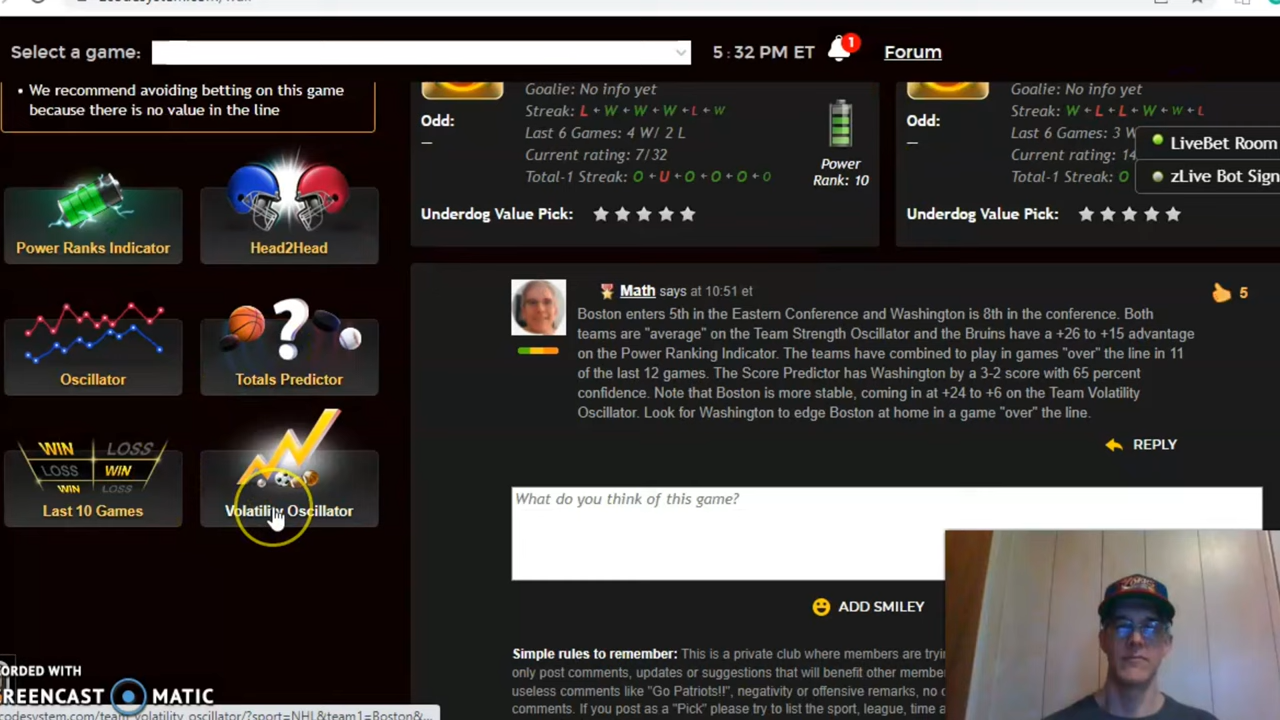 Select a game:
5:32 PM ET
1
Forum
• We recommend avoiding betting on this game
because there is no value in the line
Power Ranks Indicator
Head2Head
Oscillator
?
Totals Predictor
WIN LOSS
LOSS WIN
WIN LOSS
Last 10 Games
Volatility Oscillator
Goalie: No info yet
Odd:
Streak: L ← W ← W ← W ← L ← W
—
Last 6 Games: 4 W/ 2 L
Current rating: 7/32
Total-1 Streak: O ← U ← O ← O ← O ← O
Power
Rank: 10
Underdog Value Pick:
Goalie: No info yet
Odd:
Streak: W ← L ← L ← W ← W ← L
—
Last 6 Games: 3 W
Current rating: 14
Total-1 Streak: O
Underdog Value Pick:
LiveBet Room
zLive Bot Sign
Math says at 10:51 et
5
Boston enters 5th in the Eastern Conference and Washington is 8th in the conference. Both
teams are "average" on the Team Strength Oscillator and the Bruins have a +26 to +15 advantage
on the Power Ranking Indicator. The teams have combined to play in games "over" the line in 11
of the last 12 games. The Score Predictor has Washington by a 3-2 score with 65 percent
confidence. Note that Boston is more stable, coming in at +24 to +6 on the Team Volatility
Oscillator. Look for Washington to edge Boston at home in a game "over" the line.
REPLY
What do you think of this game?
ADD SMILEY
Simple rules to remember: This is a private club where members are tryin
only post comments, updates or suggestions that will benefit other membe
useless comments like "Go Patriots!!", negativity or offensive remarks, no
comments. If you post as a "Pick" please try to list the sport, league, time a
ORDED WITH
REENCAST MATIC
codesystem.com/team_volatility_oscillator/?sport=NHL&team1=Boston&...